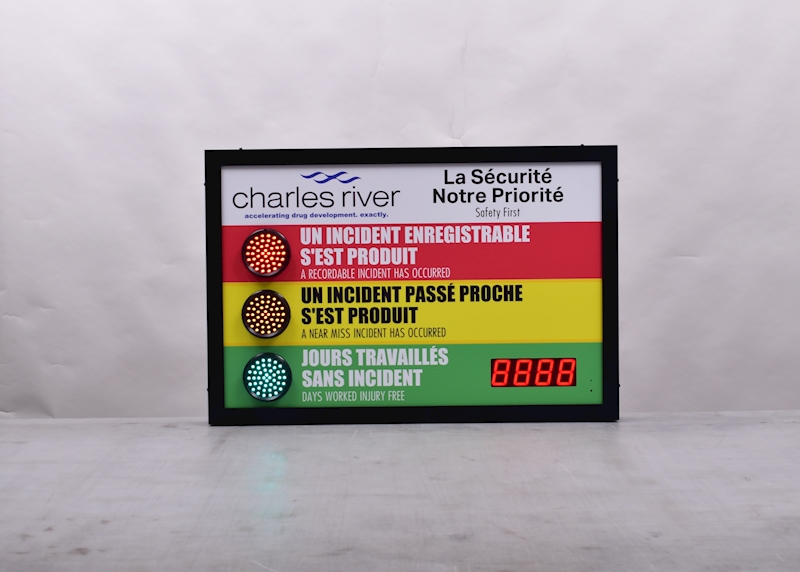 charles river
accelerating drug development. exactly.
La Sécurité
Notre Priorité
Safety First
UN INCIDENT ENREGISTRABLE
S'EST PRODUIT
A RECORDABLE INCIDENT HAS OCCURRED
UN INCIDENT PASSÉ PROCHE
S'EST PRODUIT
A NEAR MISS INCIDENT HAS OCCURRED
JOURS TRAVAILLÉS
SANS INCIDENT
DAYS WORKED INJURY FREE
8888